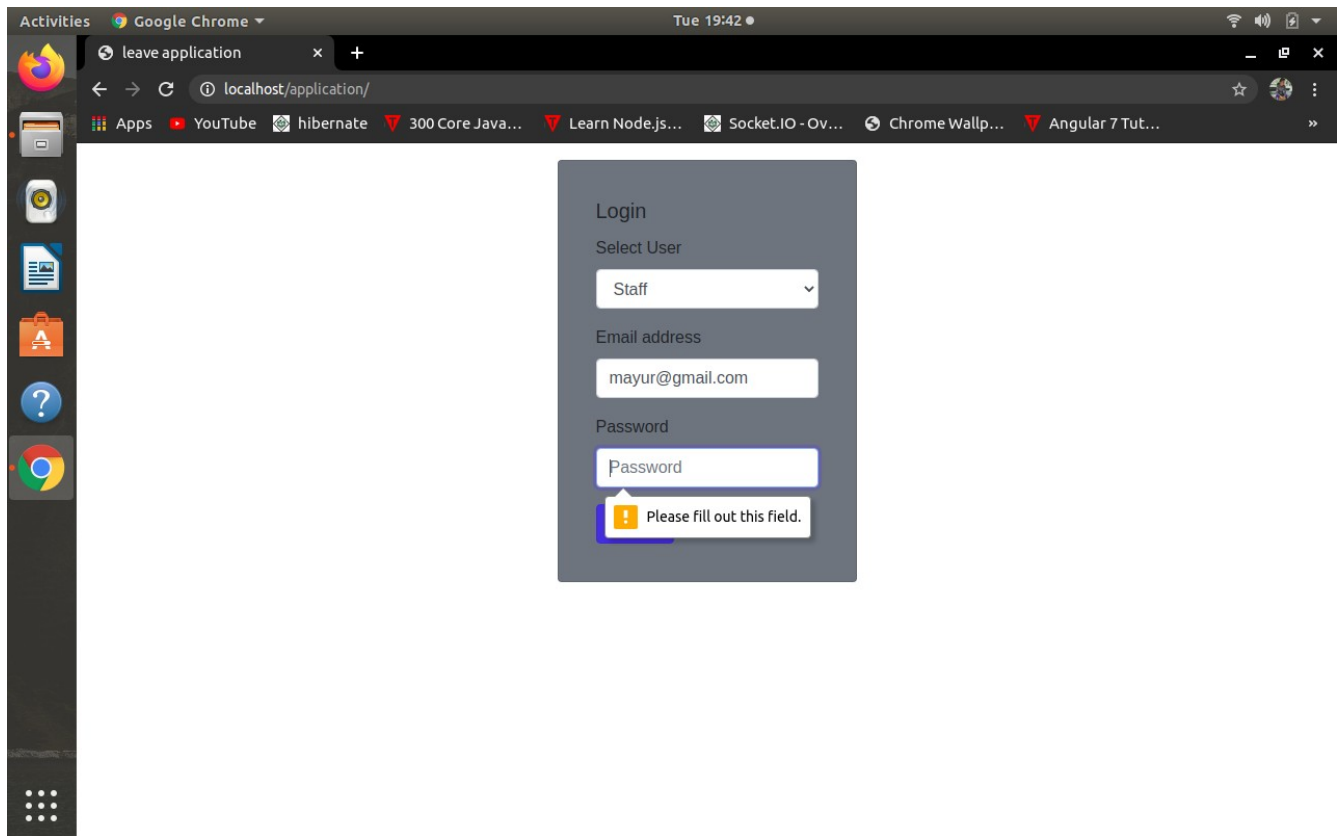 Activities Google Chrome Tue 19:42
leave application
localhost/application/
Apps YouTube hibernate 300 Core Java... Learn Node.js... Socket.IO - Ov... Chrome Wallp... Angular 7 Tut... »
Login
Select User
Staff
Email address
mayur@gmail.com
Password
Password
Please fill out this field.